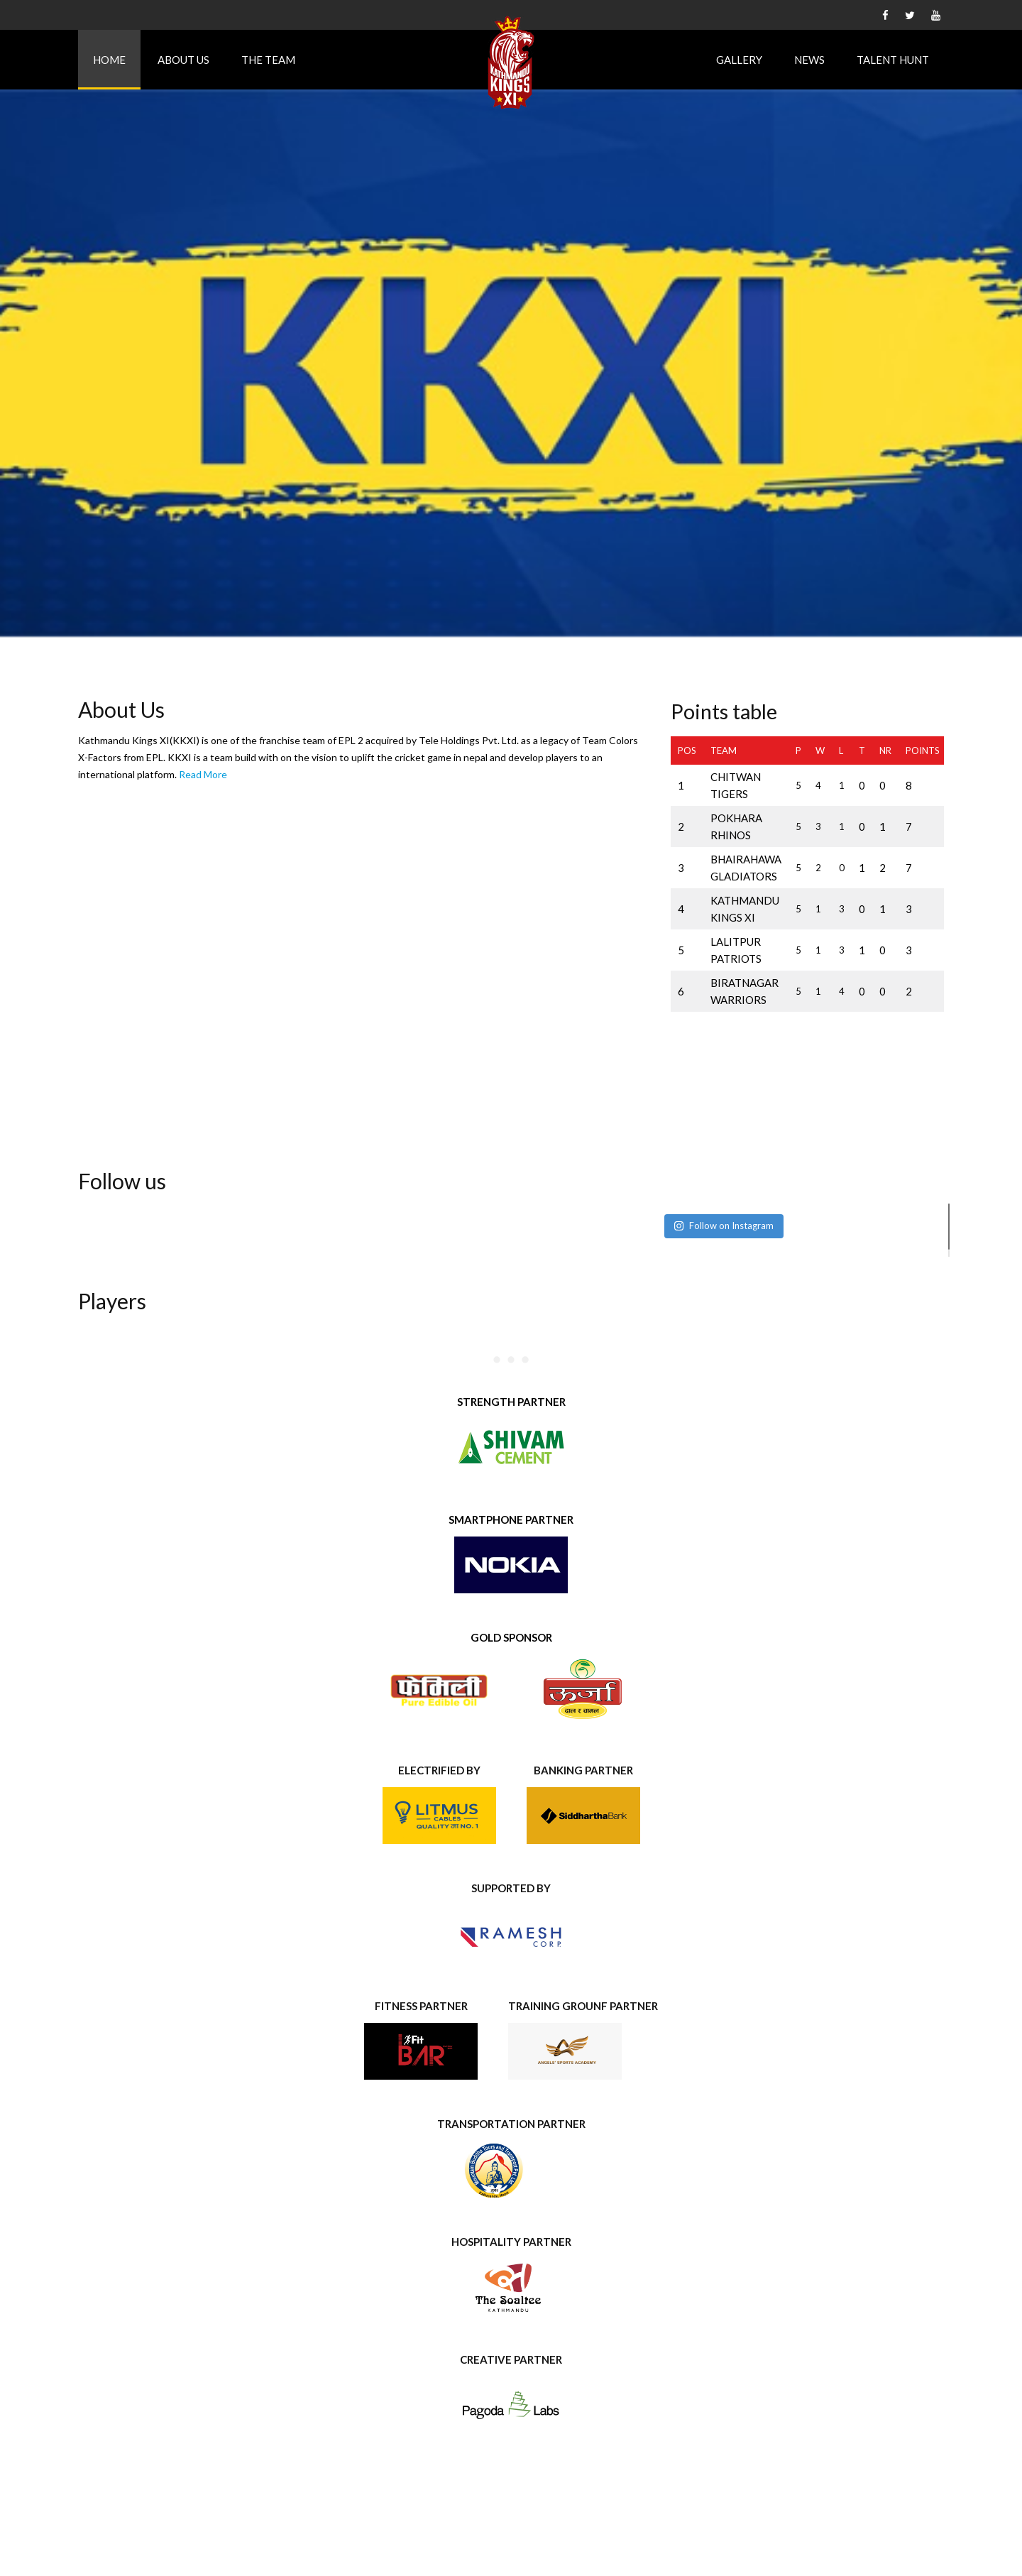 HOME
ABOUT US
THE TEAM
KATHMANDU
KINGS
XI
GALLERY
NEWS
TALENT HUNT
KKXI
About Us
Kathmandu Kings XI(KKXI) is one of the franchise team of EPL 2 acquired by Tele Holdings Pvt. Ltd. as a legacy of Team Colors
X-Factors from EPL. KKXI is a team build with on the vision to uplift the cricket game in nepal and develop players to an
international platform. Read More
Points table
POS TEAM P W L T NR POINTS
1 CHITWAN TIGERS 5 4 1 0 0 8
2 POKHARA RHINOS 5 3 1 0 1 7
3 BHAIRAHAWA GLADIATORS 5 2 0 1 2 7
4 KATHMANDU KINGS XI 5 1 3 0 1 3
5 LALITPUR PATRIOTS 5 1 3 1 0 3
6 BIRATNAGAR WARRIORS 5 1 4 0 0 2
Follow us
Follow on Instagram
Players
STRENGTH PARTNER
SHIVAM
CEMENT
SMARTPHONE PARTNER
NOKIA
GOLD SPONSOR
फेमिली
Pure Edible Oil
ऊर्जा
दाल र चामल
ELECTRIFIED BY
LITMUS
CABLES
QUALITY मा NO. 1
BANKING PARTNER
SiddharthaBank
SUPPORTED BY
RAMESH
CORP.
FITNESS PARTNER
Fit
BAR
TRAINING GROUNF PARTNER
ANGELS' SPORTS ACADEMY
TRANSPORTATION PARTNER
HOSPITALITY PARTNER
The Soaltee
KATHMANDU
CREATIVE PARTNER
Pagoda Labs